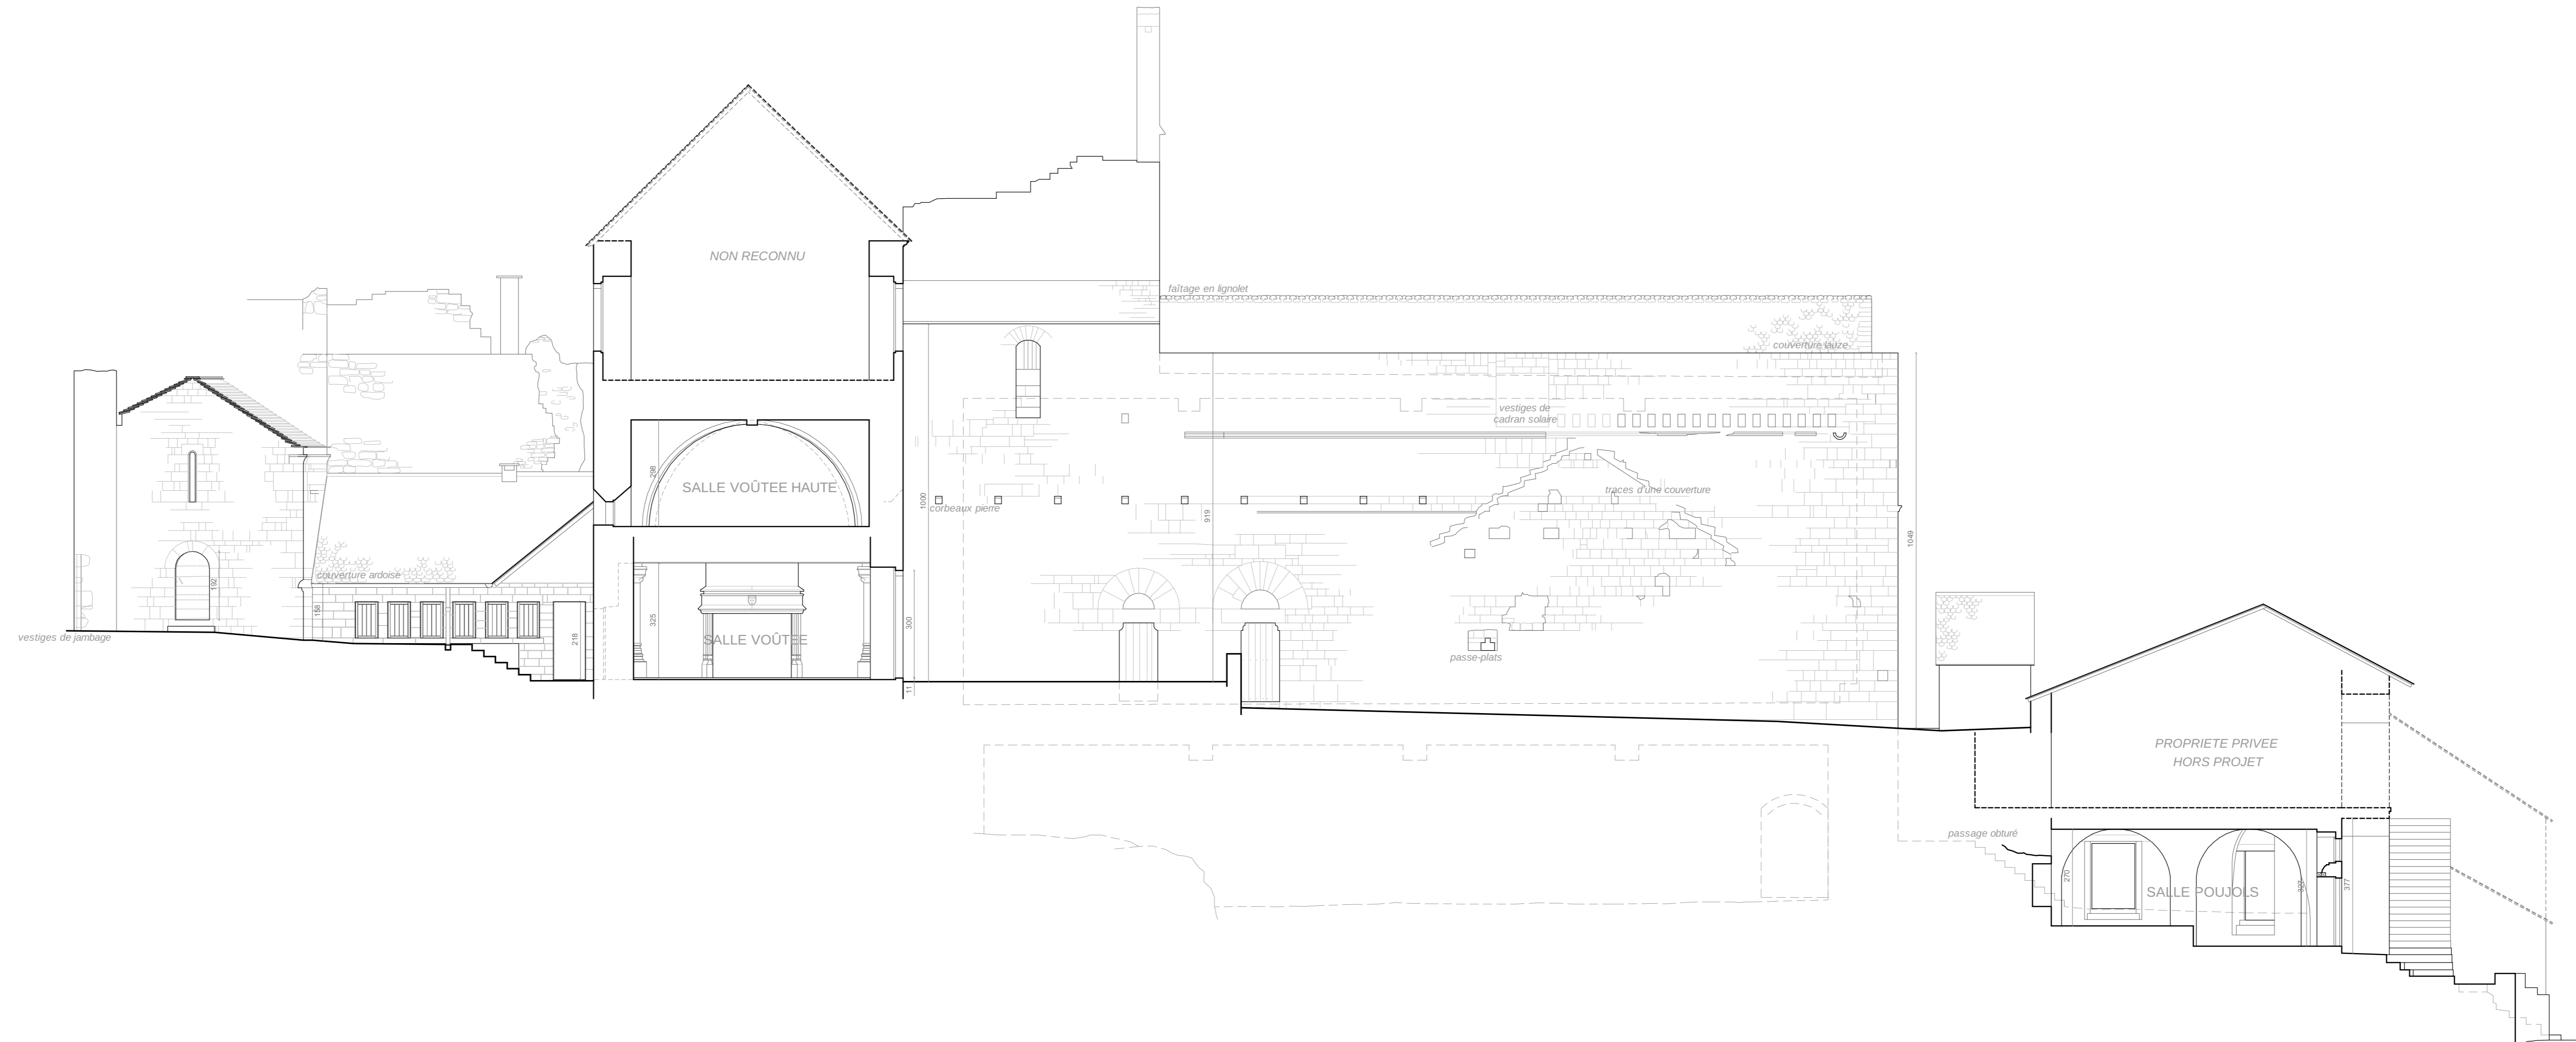 NON RECONNU
faîtage en lignolet
couverture lauze
vestiges de
cadran solaire
298
SALLE VOÛTEE HAUTE
1000
corbeaux pierre
919
traces d'une couverture
1049
192
couverture ardoise
158
218
325
SALLE VOÛTEE
300
11
vestiges de jambage
passe-plats
PROPRIETE PRIVEE
HORS PROJET
passage obturé
270
SALLE POUJOLS
327
377